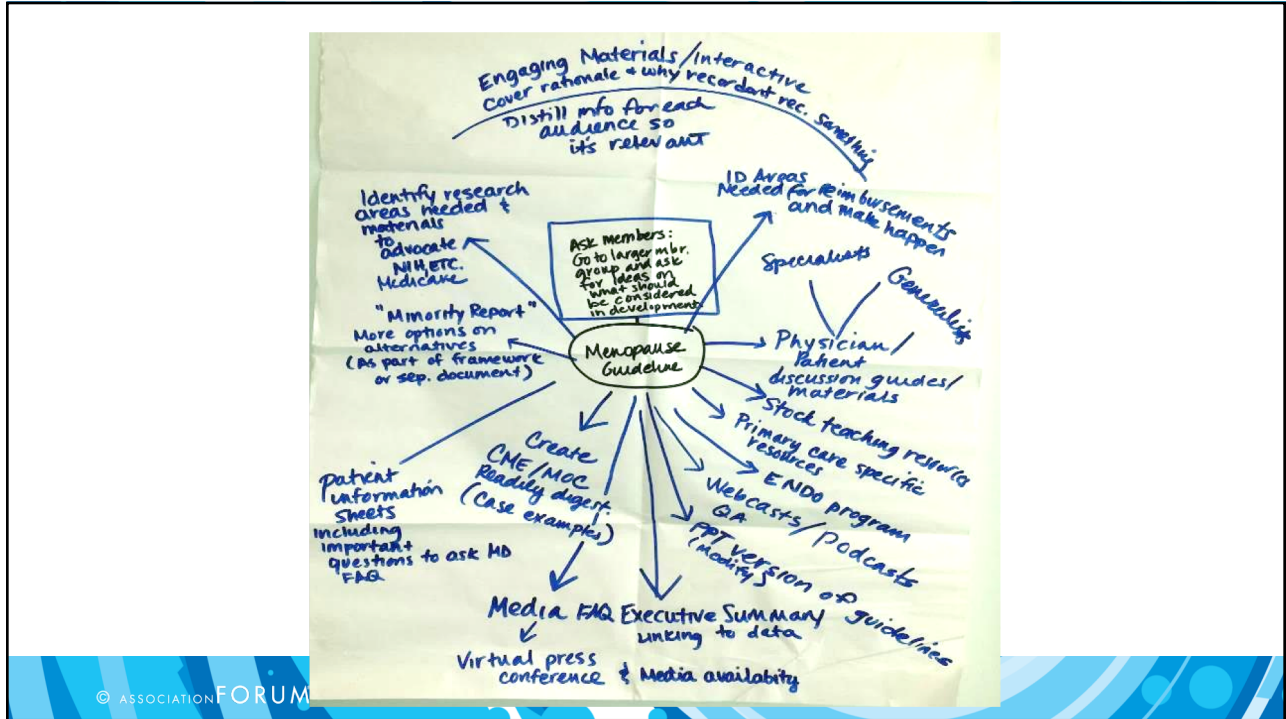 Engaging Materials/interactive
Cover rationale & why rec or dont rec. something
Distill info for each
audience so
it's relevant
Identify research
areas needed &
materials
to
advocate
NIH, ETC.
Medicare
Ask members:
Go to larger mbr.
group and ask
for ideas on
what should
be considered
in development
ID Areas
Needed for reimbursements
and make happen
Specialists
Generalists
"Minority Report"
More options on
alternatives
(As part of framework
or sep. document)
Menopause
Guideline
Physician/
Patient
discussion guides/
materials
Stock teaching resources
Primary care specific
resources
ENDO program
Webcasts/Podcasts
QA
PPT version of guidelines
(Modify)
Create
CME/MOC
Readily digest.
(Case examples)
patient
information
sheets
including
important
questions to ask MD
FAQ
Media FAQ
Executive Summary
linking to data
Virtual press
conference & Media availabity
© ASSOCIATION FORUM